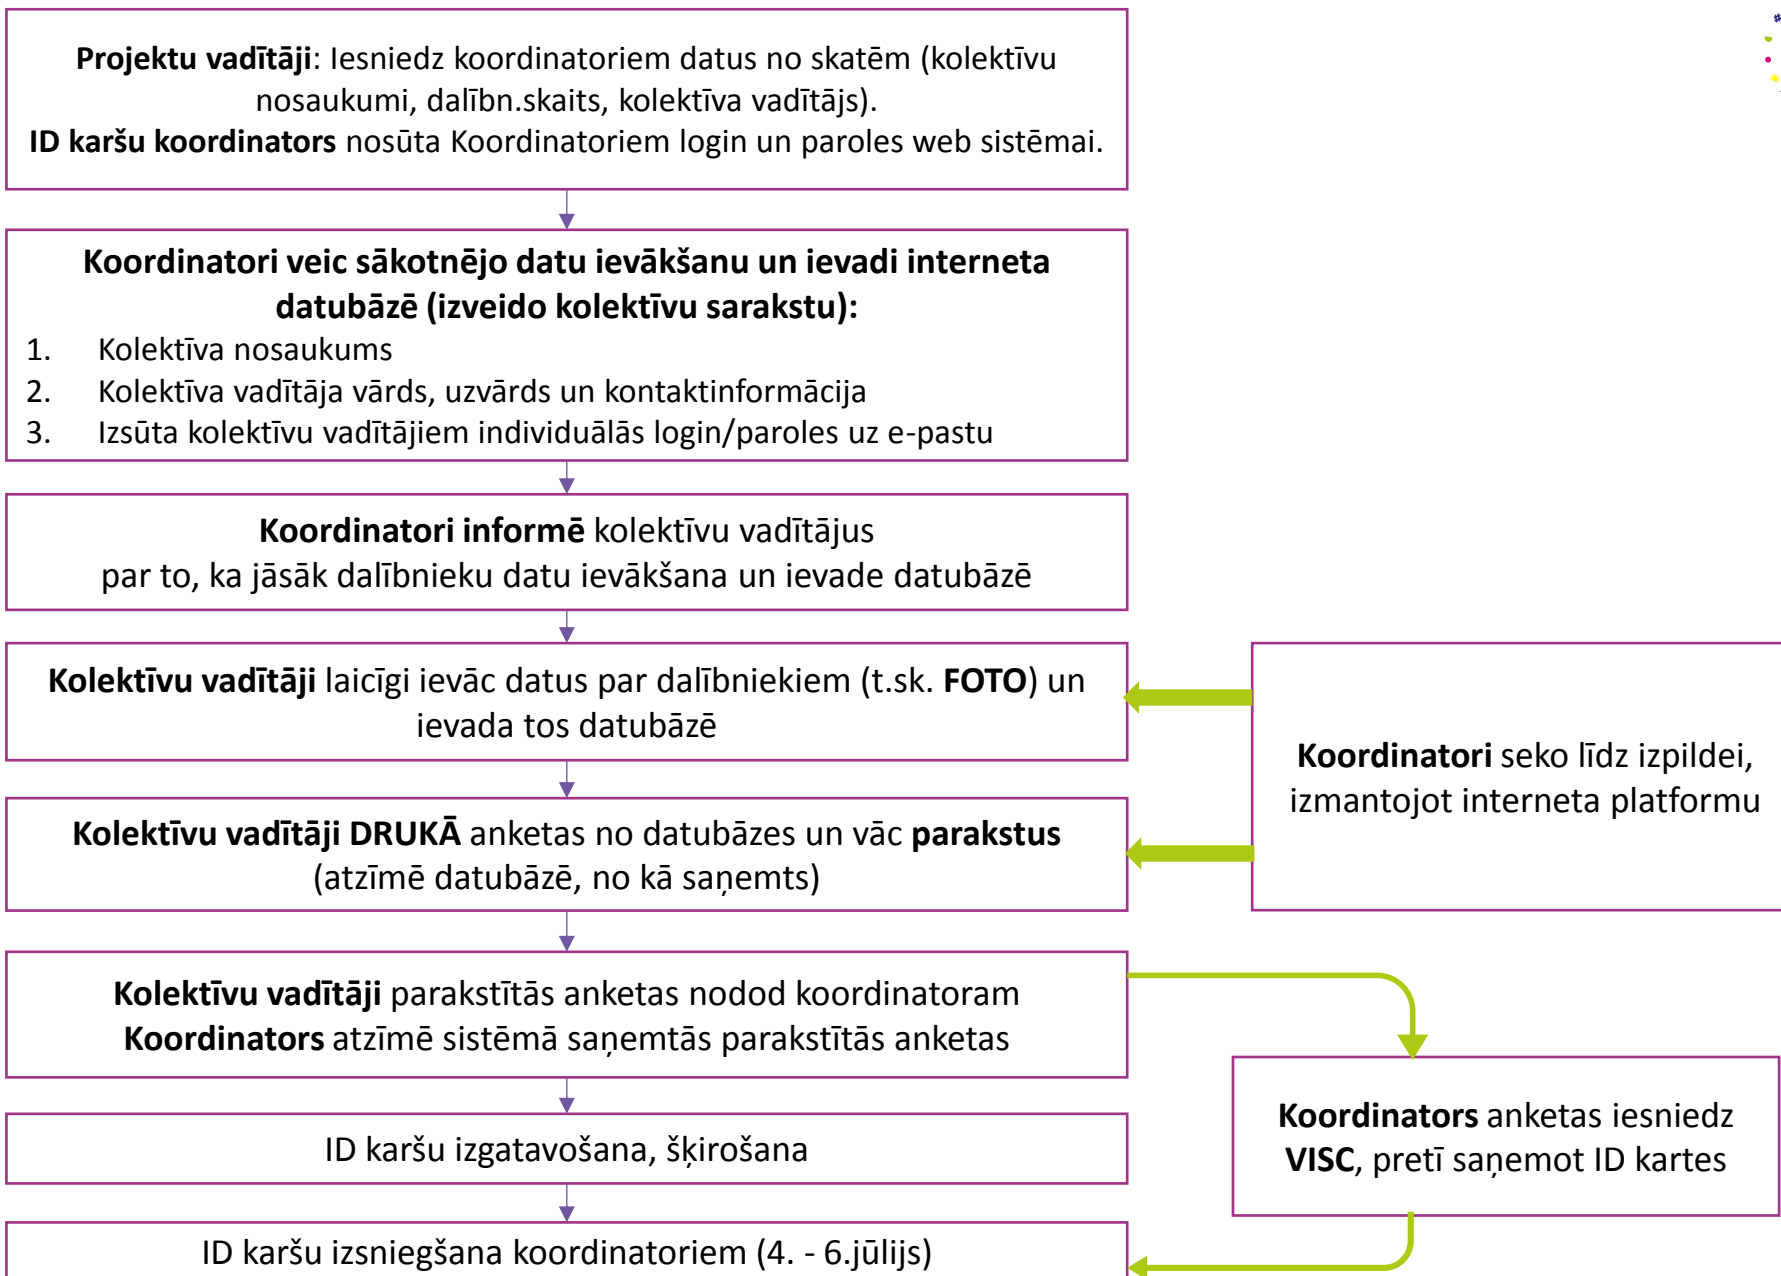 Projektu vadītāji: Iesniedz koordinatoriem datus no skatēm (kolektīvu
nosaukumi, dalībn.skaits, kolektīva vadītājs).
ID karšu koordinators nosūta Koordinatoriem login un paroles web sistēmai.
Koordinatori veic sākotnējo datu ievākšanu un ievadi interneta
datubāzē (izveido kolektīvu sarakstu):
1. Kolektīva nosaukums
2. Kolektīva vadītāja vārds, uzvārds un kontaktinformācija
3. Izsūta kolektīvu vadītājiem individuālās login/paroles uz e-pastu
Koordinatori informē kolektīvu vadītājus
par to, ka jāsāk dalībnieku datu ievākšana un ievade datubāzē
Kolektīvu vadītāji laicīgi ievāc datus par dalībniekiem (t.sk. FOTO) un
ievada tos datubāzē
Koordinatori seko līdz izpildei,
izmantojot interneta platformu
Kolektīvu vadītāji DRUKĀ anketas no datubāzes un vāc parakstus
(atzīmē datubāzē, no kā saņemts)
Kolektīvu vadītāji parakstītās anketas nodod koordinatoram
Koordinators atzīmē sistēmā saņemtās parakstītās anketas
Koordinators anketas iesniedz
VISC, pretī saņemot ID kartes
ID karšu izgatavošana, šķirošana
ID karšu izsniegšana koordinatoriem (4. - 6.jūlijs)